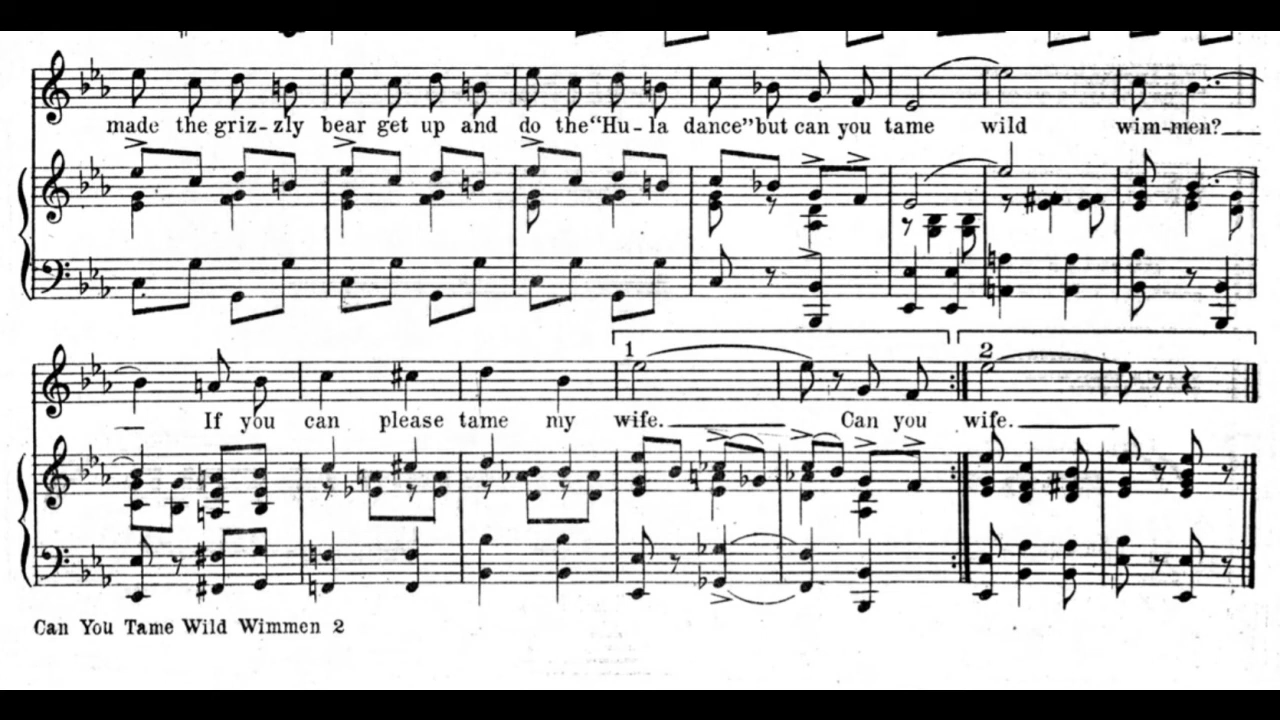 made the griz-zly bear get up and do the "Hu-la dance" but can you tame wild wim-men?
1 2
If you can please tame my wife. Can you wife.
Can You Tame Wild Wimmen 2